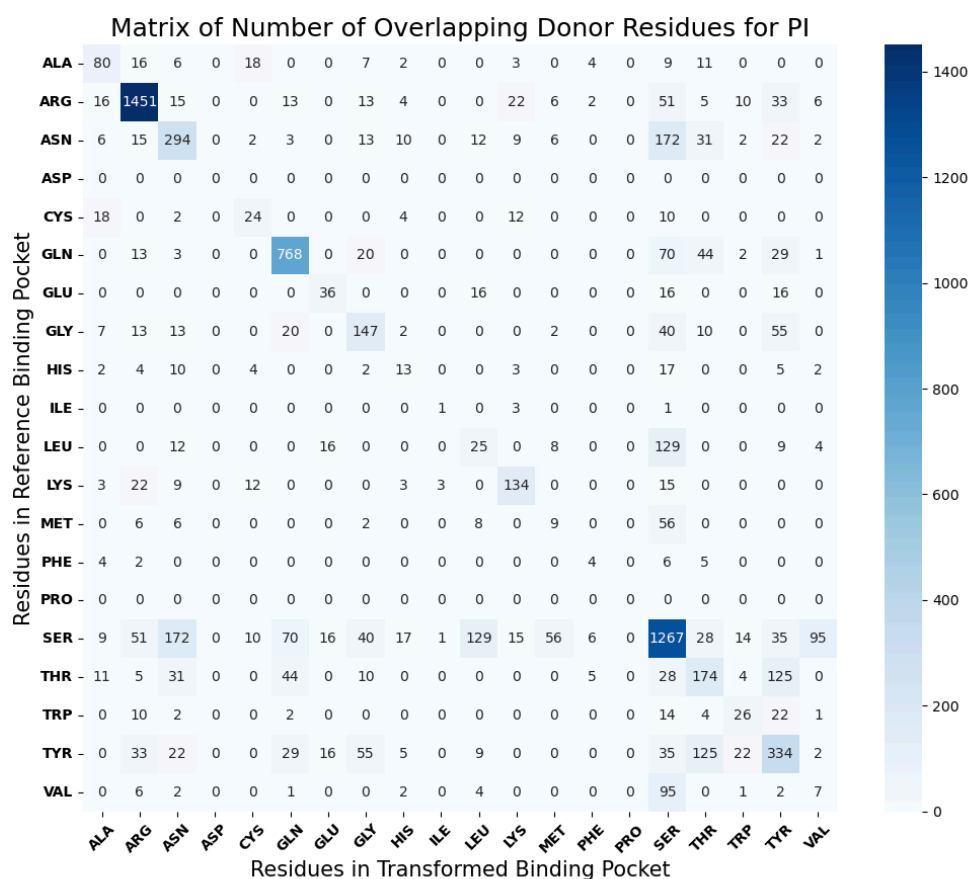 Matrix of Number of Overlapping Donor Residues for PI
ALA 80 16 6 0 18 0 0 7 2 0 0 3 0 4 0 9 11 0 0 0
ARG 16 1451 15 0 0 13 0 13 4 0 0 22 6 2 0 51 5 10 33 6
ASN 6 15 294 0 2 3 0 13 10 0 12 9 6 0 0 172 31 2 22 2
ASP 0 0 0 0 0 0 0 0 0 0 0 0 0 0 0 0 0 0 0 0
CYS 18 0 2 0 24 0 0 0 4 0 0 12 0 0 0 10 0 0 0 0
GLN 0 13 3 0 0 768 0 20 0 0 0 0 0 0 0 70 44 2 29 1
GLU 0 0 0 0 0 0 36 0 0 0 16 0 0 0 0 16 0 0 16 0
GLY 7 13 13 0 0 20 0 147 2 0 0 0 2 0 0 40 10 0 55 0
HIS 2 4 10 0 4 0 0 2 13 0 0 3 0 0 0 17 0 0 5 2
ILE 0 0 0 0 0 0 0 0 0 1 0 3 0 0 0 1 0 0 0 0
LEU 0 0 12 0 0 0 16 0 0 0 25 0 8 0 0 129 0 0 9 4
LYS 3 22 9 0 12 0 0 0 3 3 0 134 0 0 0 15 0 0 0 0
MET 0 6 6 0 0 0 0 2 0 0 8 0 9 0 0 56 0 0 0 0
PHE 4 2 0 0 0 0 0 0 0 0 0 0 0 4 0 6 5 0 0 0
PRO 0 0 0 0 0 0 0 0 0 0 0 0 0 0 0 0 0 0 0 0
SER 9 51 172 0 10 70 16 40 17 1 129 15 56 6 0 1267 28 14 35 95
THR 11 5 31 0 0 44 0 10 0 0 0 0 0 5 0 28 174 4 125 0
TRP 0 10 2 0 0 2 0 0 0 0 0 0 0 0 0 14 4 26 22 1
TYR 0 33 22 0 0 29 16 55 5 0 9 0 0 0 0 35 125 22 334 2
VAL 0 6 2 0 0 1 0 0 2 0 4 0 0 0 0 95 0 1 2 7
ALA ARG ASN ASP CYS GLN GLU GLY HIS ILE LEU LYS MET PHE PRO SER THR TRP TYR VAL
Residues in Transformed Binding Pocket
Residues in Reference Binding Pocket
1400
1200
1000
800
600
400
200
0